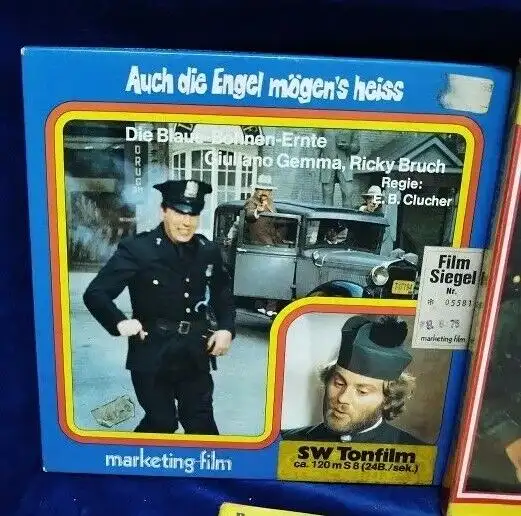 Auch die Engel mögen's heiss
Die Blaue-Bohnen-Ernte
Giuliano Gemma, Ricky Bruch
Regie:
E. B. Clucher
DRUG
Film
Siegel
Nr.
marketing film
SW Tonfilm
ca. 120 m S 8 (24B./sek.)
marketing-film